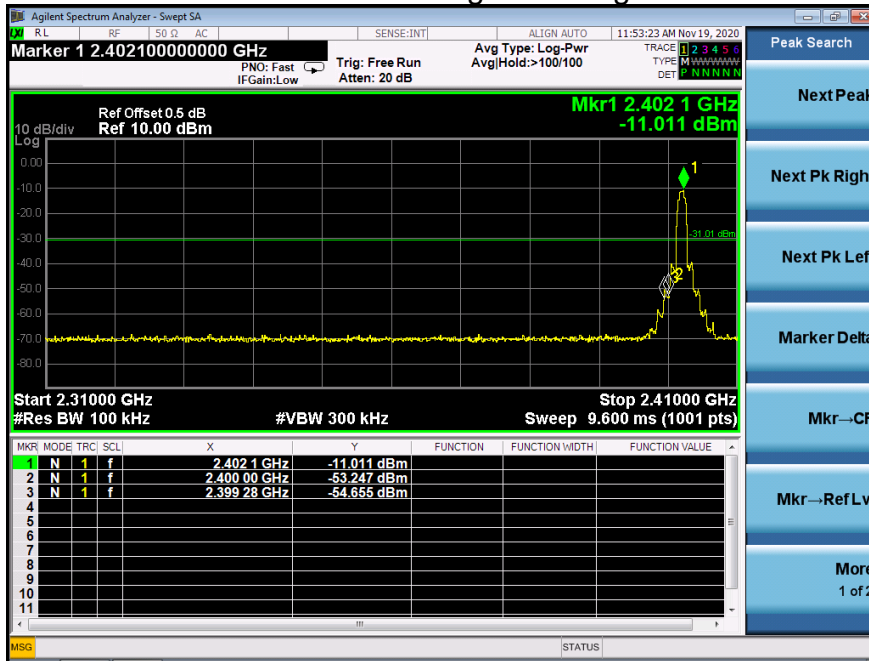 Agilent Spectrum Analyzer - Swept SA
LXI RL RF 50 Ω AC SENSE:INT ALIGN AUTO 11:53:23 AM Nov 19, 2020
Marker 1 2.402100000000 GHz
PNO: Fast
IFGain:Low
Trig: Free Run
Atten: 20 dB
Avg Type: Log-Pwr
Avg|Hold:>100/100
TRACE 1 2 3 4 5 6
TYPE M WWWWW
DET P N N N N N
Peak Search
Mkr1 2.402 1 GHz
-11.011 dBm
Ref Offset 0.5 dB
10 dB/div Ref 10.00 dBm
Log
0.00
-10.0
-20.0
-30.0
-40.0
-50.0
-60.0
-70.0
-80.0
1
-31.01 dBm
2
3
Start 2.31000 GHz Stop 2.41000 GHz
#Res BW 100 kHz #VBW 300 kHz Sweep 9.600 ms (1001 pts)
MKR MODE TRC SCL X Y FUNCTION FUNCTION WIDTH FUNCTION VALUE
1 N 1 f 2.402 1 GHz -11.011 dBm
2 N 1 f 2.400 00 GHz -53.247 dBm
3 N 1 f 2.399 28 GHz -54.655 dBm
4
5
6
7
8
9
10
11
MSG STATUS
Next Peak
Next Pk Righ
Next Pk Lef
Marker Delta
Mkr→CF
Mkr→Ref Lv
More
1 of 2